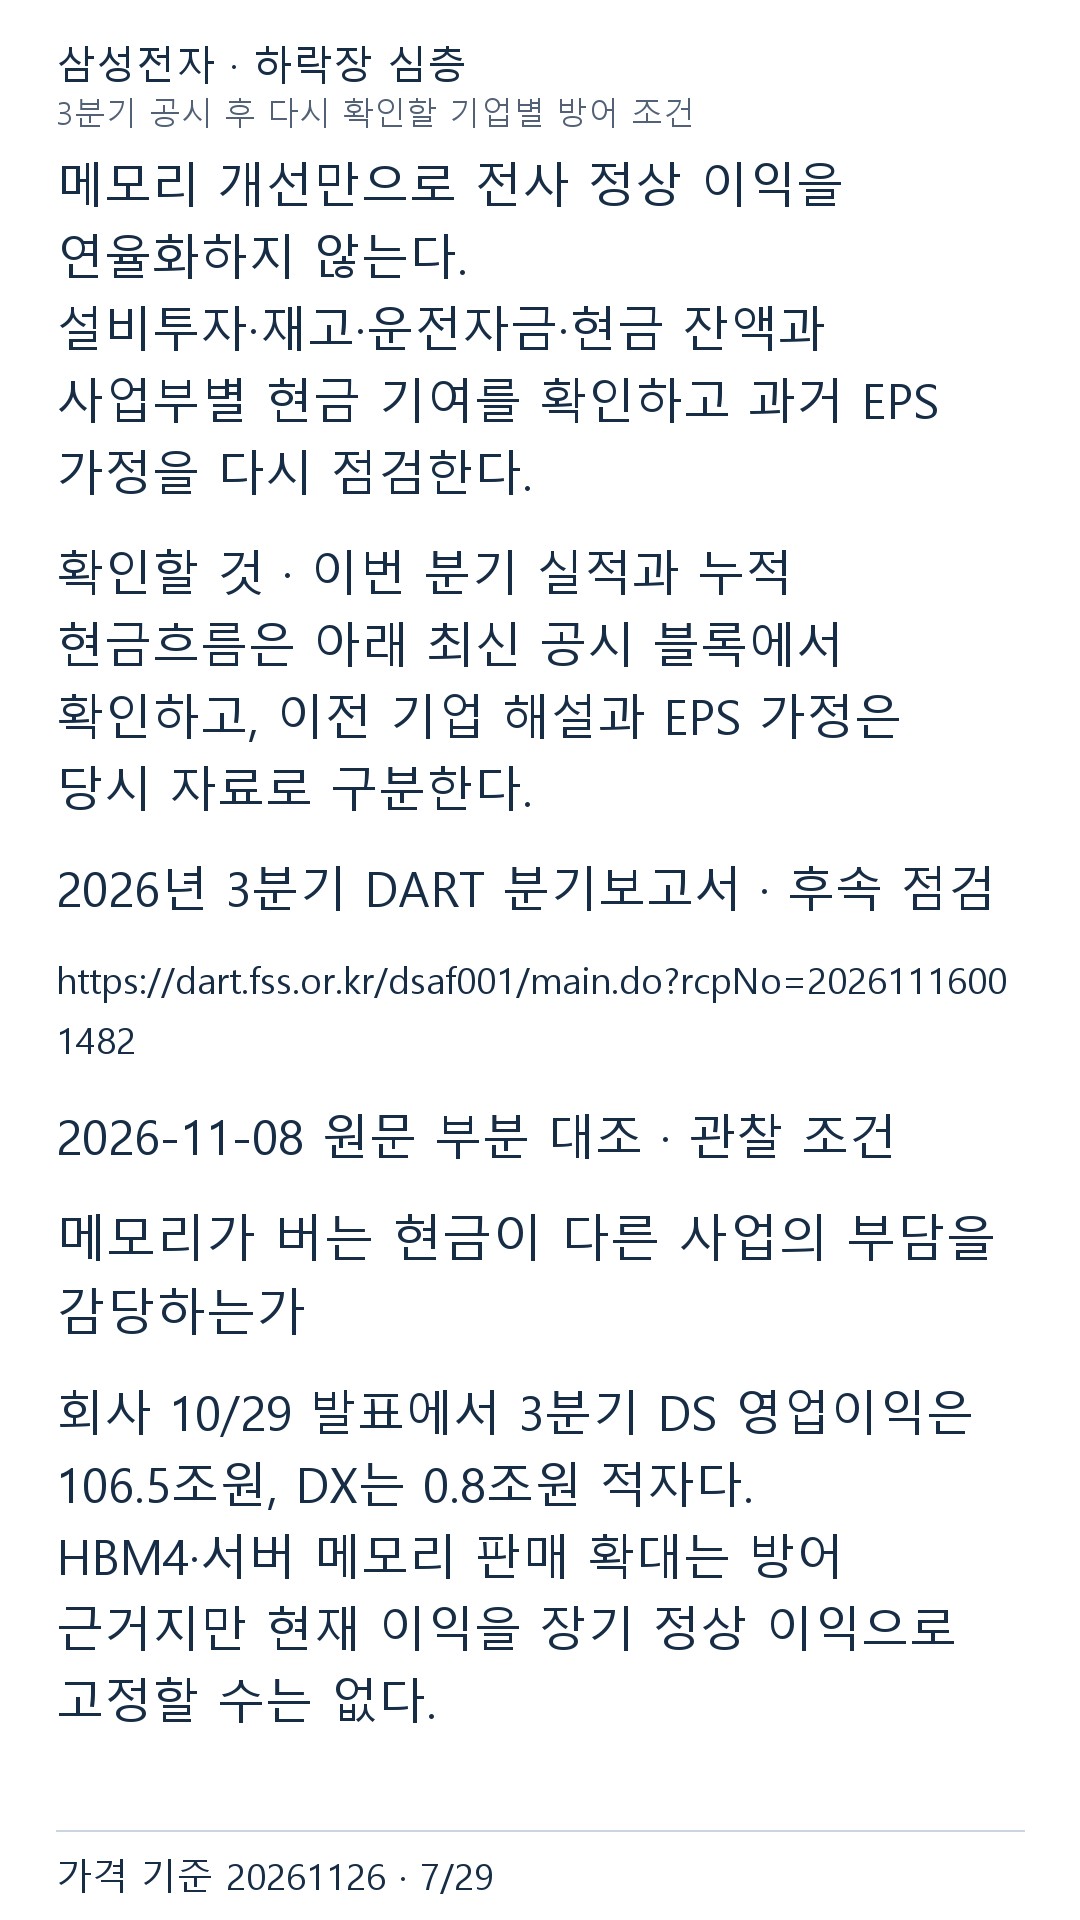 삼성전자 · 하락장 심층
3분기 공시 후 다시 확인할 기업별 방어 조건
메모리 개선만으로 전사 정상 이익을
연율화하지 않는다.
설비투자·재고·운전자금·현금 잔액과
사업부별 현금 기여를 확인하고 과거 EPS
가정을 다시 점검한다.
확인할 것 · 이번 분기 실적과 누적
현금흐름은 아래 최신 공시 블록에서
확인하고, 이전 기업 해설과 EPS 가정은
당시 자료로 구분한다.
2026년 3분기 DART 분기보고서 · 후속 점검
https://dart.fss.or.kr/dsaf001/main.do?rcpNo=2026111600
1482
2026-11-08 원문 부분 대조 · 관찰 조건
메모리가 버는 현금이 다른 사업의 부담을
감당하는가
회사 10/29 발표에서 3분기 DS 영업이익은
106.5조원, DX는 0.8조원 적자다.
HBM4·서버 메모리 판매 확대는 방어
근거지만 현재 이익을 장기 정상 이익으로
고정할 수는 없다.
가격 기준 20261126 · 7/29